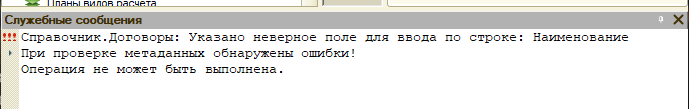 Планы видов расчета
Служебные сообщения
Справочник.Договоры: Указано неверное поле для ввода по строке: Наименование
При проверке метаданных обнаружены ошибки!
Операция не может быть выполнена.